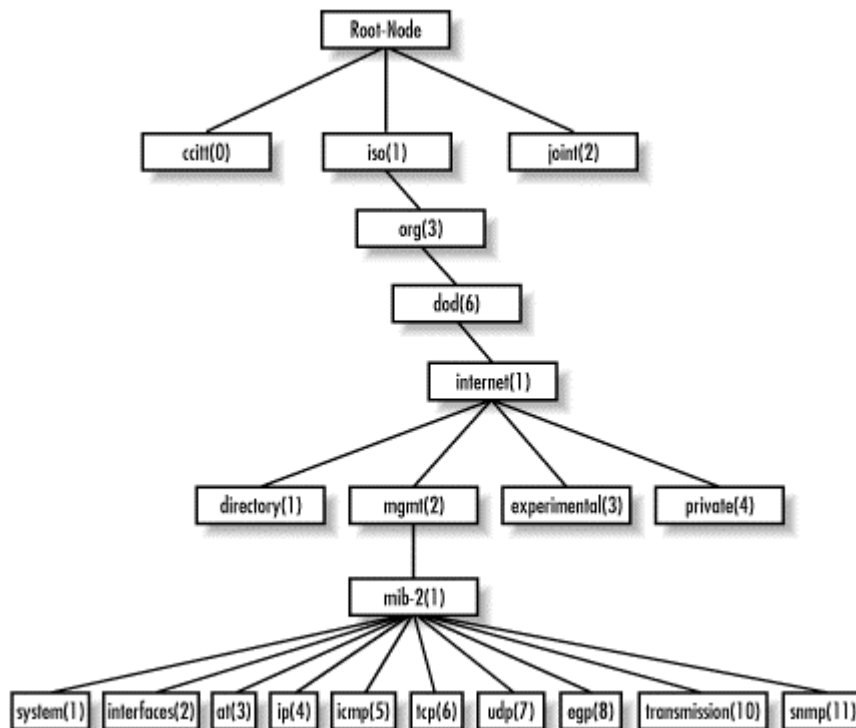 Root-Node
ccitt(0) iso(1) joint(2)
org(3)
dod(6)
internet(1)
directory(1) mgmt(2) experimental(3) private(4)
mib-2(1)
system(1) interfaces(2) at(3) ip(4) icmp(5) tcp(6) udp(7) egp(8) transmission(10) snmp(11)